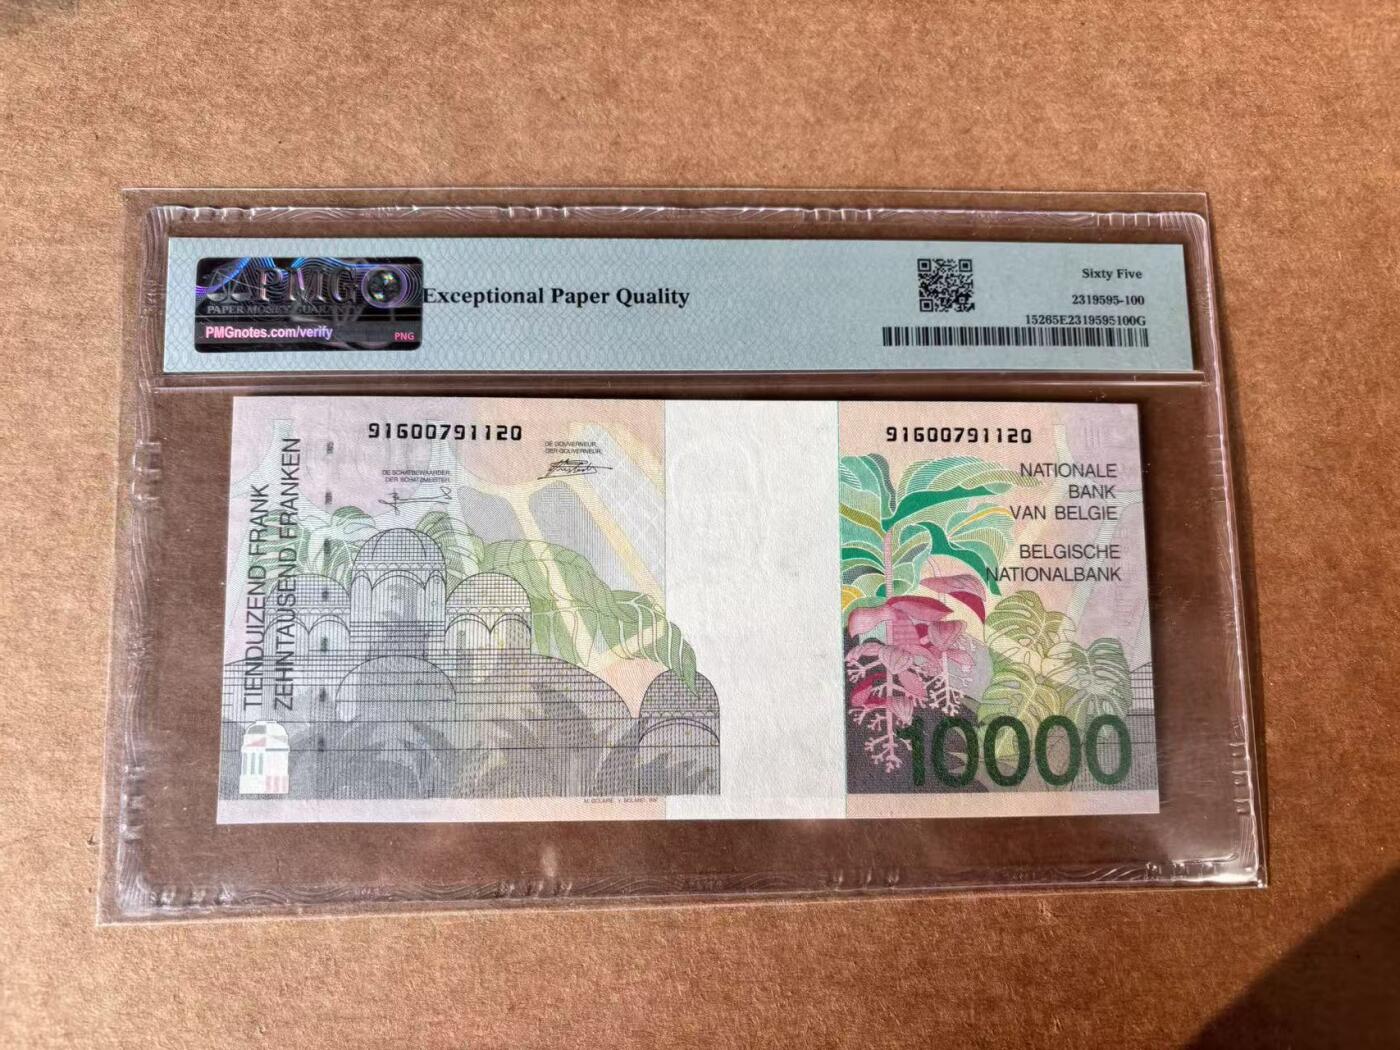 PMG
PAPER MONEY GUARANTY
PMGnotes.com/verify
PNG
Exceptional Paper Quality
Sixty Five
2319595-100
15265E2319595100G
91600791120
DE GOUVERNEUR,
DER GOUVERNEUR,
DE SCHATBEWAARDER,
DER SCHATZMEISTER,
TIENDUIZEND FRANK
ZEHNTAUSEND FRANKEN
91600791120
NATIONALE
BANK
VAN BELGIE
BELGISCHE
NATIONALBANK
10000